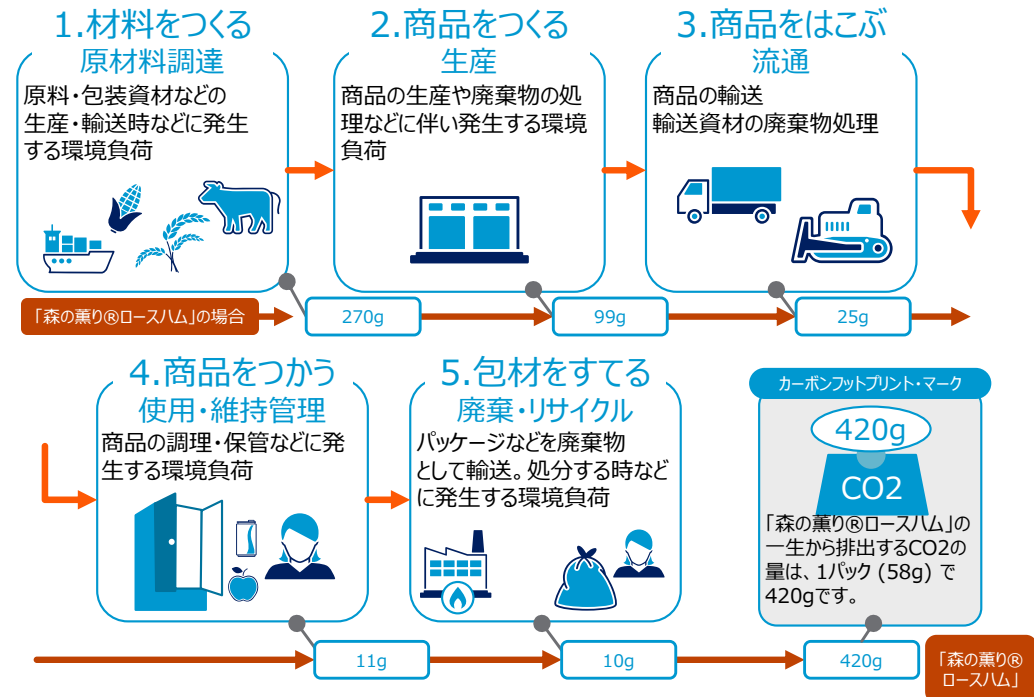 1.材料をつくる
原材料調達
原料・包装資材などの
生産・輸送時などに発生
する環境負荷
2.商品をつくる
生産
商品の生産や廃棄物の処
理などに伴い発生する環境
負荷
3.商品をはこぶ
流通
商品の輸送
輸送資材の廃棄物処理
「森の薫り®ロースハム」の場合
270g
99g
25g
4.商品をつかう
使用・維持管理
商品の調理・保管などに発
生する環境負荷
5.包材をすてる
廃棄・リサイクル
パッケージなどを廃棄物
として輸送。処分する時など
に発生する環境負荷
カーボンフットプリント・マーク
420g
CO2
「森の薫り®ロースハム」の
一生から排出するCO2の
量は、1パック (58g) で
420gです。
11g
10g
420g
「森の薫り®
ロースハム」